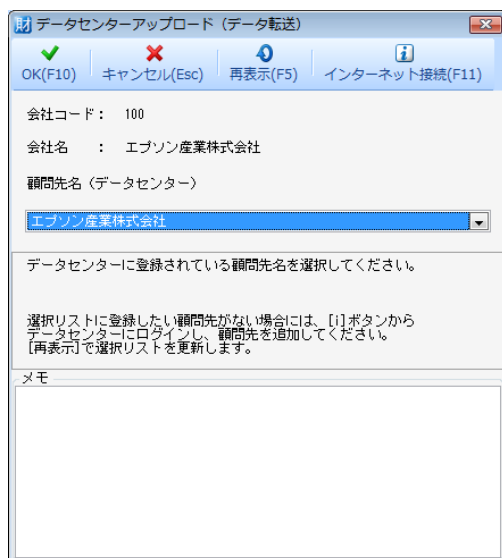 財 データセンターアップロード（データ転送）
OK(F10) キャンセル(Esc) 再表示(F5) インターネット接続(F11)
会社コード： 100
会社名 ： エプソン産業株式会社
顧問先名（データセンター）
エプソン産業株式会社
データセンターに登録されている顧問先名を選択してください。
選択リストに登録したい顧問先がない場合には、[i]ボタンから
データセンターにログインし、顧問先を追加してください。
[再表示]で選択リストを更新します。
メモ